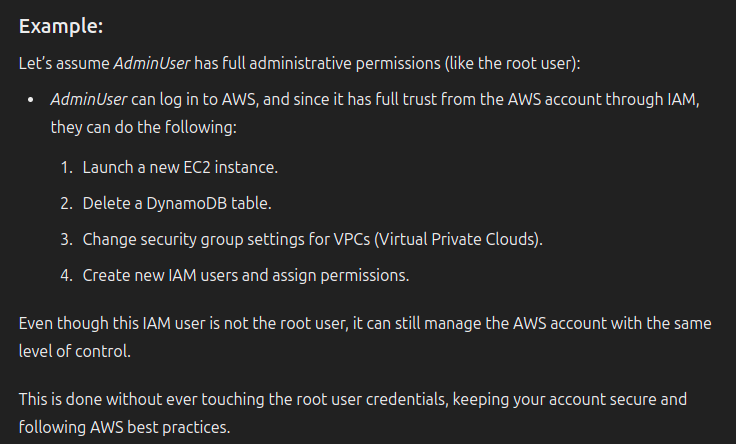 Example:
Let’s assume AdminUser has full administrative permissions (like the root user):
• AdminUser can log in to AWS, and since it has full trust from the AWS account through IAM,
they can do the following:
1. Launch a new EC2 instance.
2. Delete a DynamoDB table.
3. Change security group settings for VPCs (Virtual Private Clouds).
4. Create new IAM users and assign permissions.
Even though this IAM user is not the root user, it can still manage the AWS account with the same
level of control.
This is done without ever touching the root user credentials, keeping your account secure and
following AWS best practices.